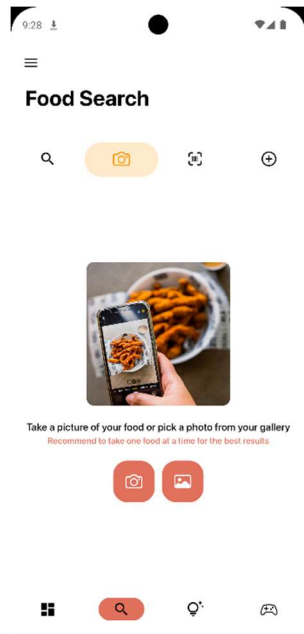 9:28
Food Search
Take a picture of your food or pick a photo from your gallery
Recommend to take one food at a time for the best results